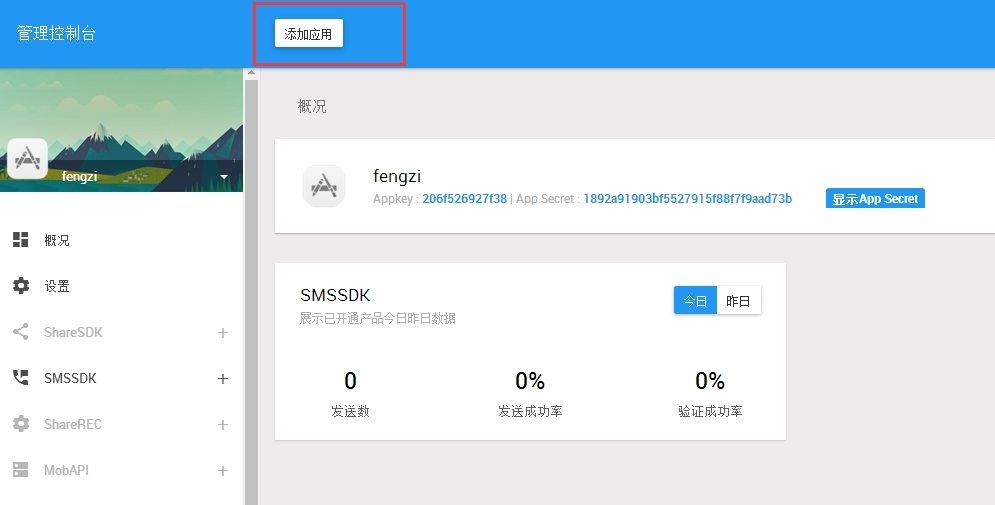 管理控制台
添加应用
fengzi
概况
设置
ShareSDK
SMSSDK
ShareREC
MobAPI
概况
fengzi
Appkey : 206f526927f38 | App Secret : 1892a91903bf5527915f88f7f9aad73b
显示App Secret
SMSSDK
展示已开通产品今日昨日数据
今日 昨日
0 0% 0%
发送数 发送成功率 验证成功率